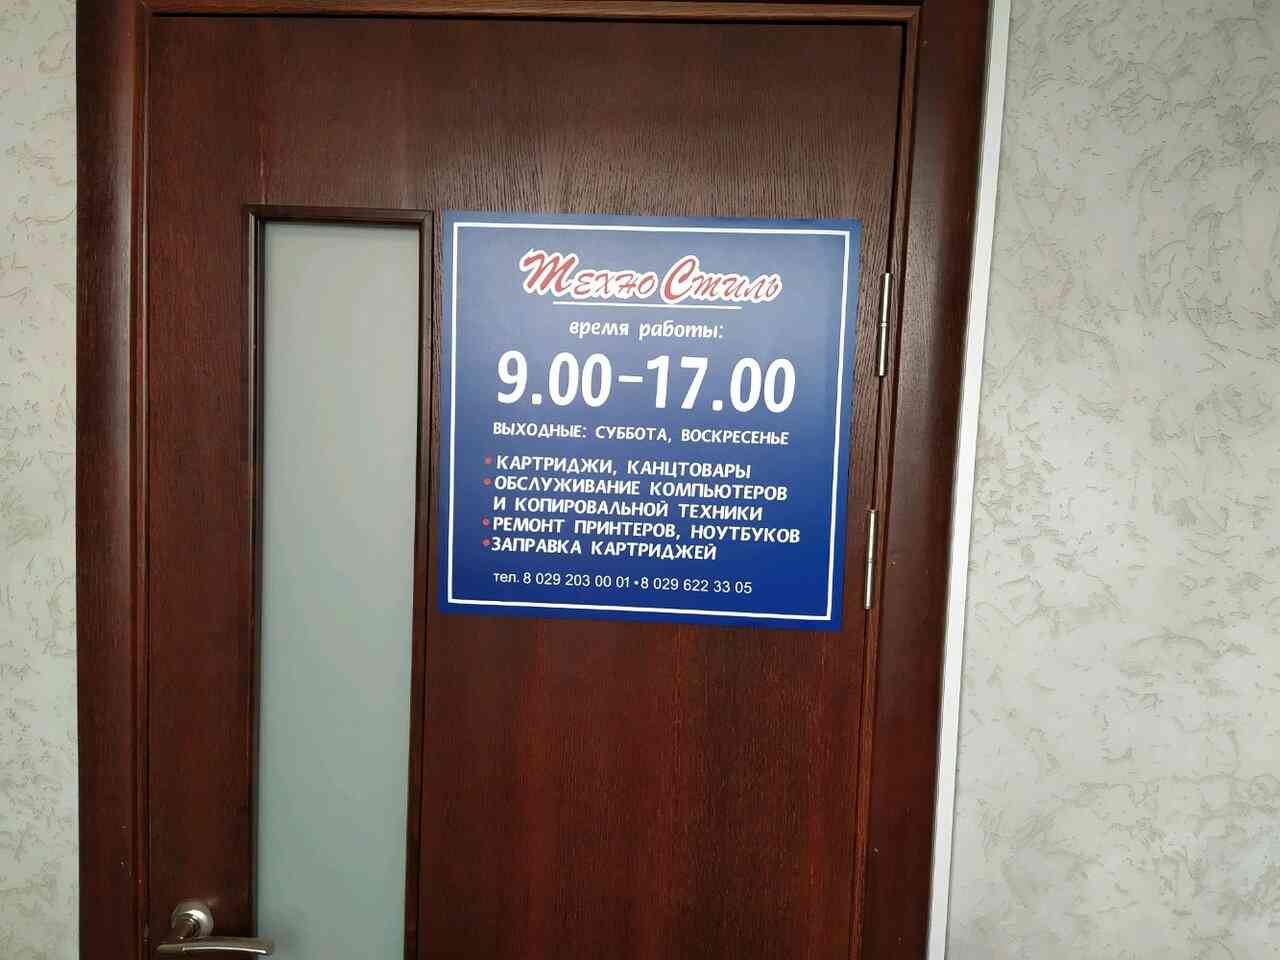 Техно Стиль
время работы:
9.00-17.00
ВЫХОДНЫЕ: СУББОТА, ВОСКРЕСЕНЬЕ
• КАРТРИДЖИ, КАНЦТОВАРЫ
• ОБСЛУЖИВАНИЕ КОМПЬЮТЕРОВ
И КОПИРОВАЛЬНОЙ ТЕХНИКИ
• РЕМОНТ ПРИНТЕРОВ, НОУТБУКОВ
• ЗАПРАВКА КАРТРИДЖЕЙ
тел. 8 029 203 00 01 • 8 029 622 33 05